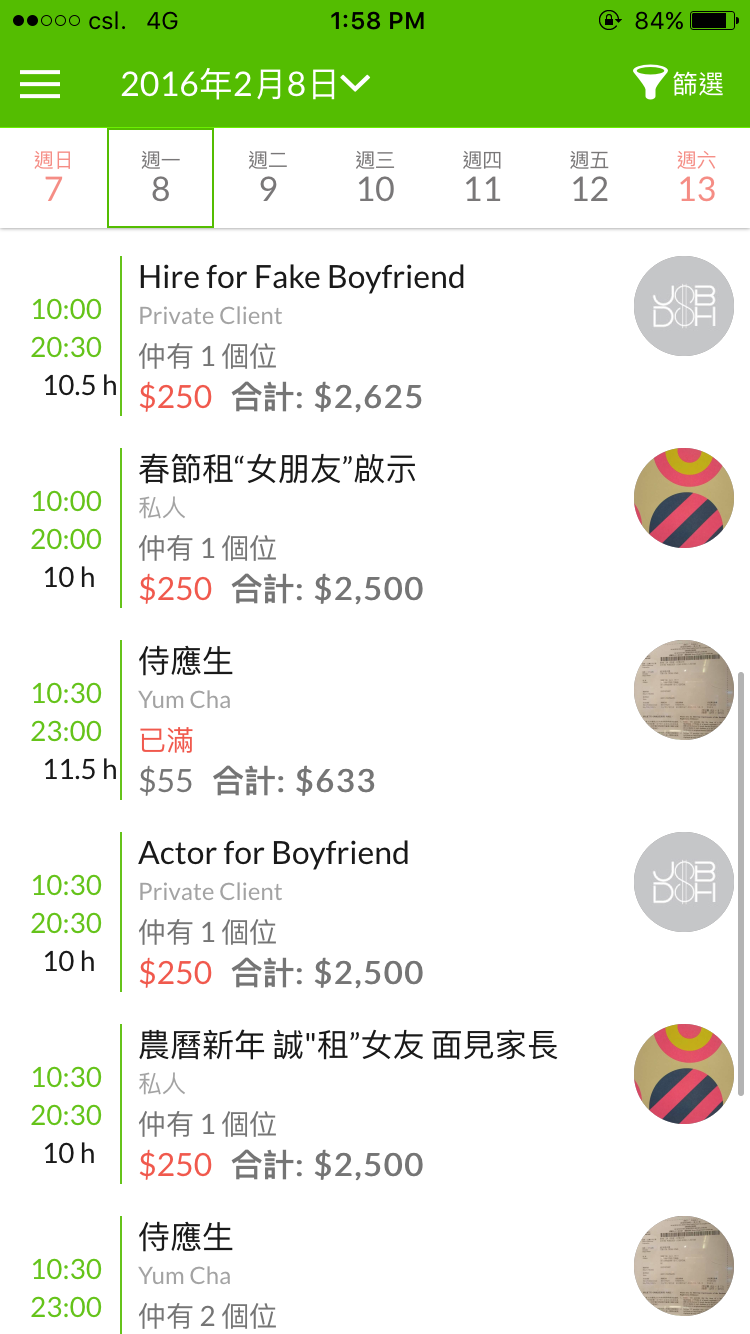 csl. 4G 1:58 PM 84%
2016年2月8日 篩選
週日 週一 週二 週三 週四 週五 週六
7 8 9 10 11 12 13
Hire for Fake Boyfriend
10:00
Private Client
20:30
仲有 1 個位
10.5 h
$250 合計: $2,625
JOB
DOH
春節租“女朋友”啟示
10:00
私人
20:00
仲有 1 個位
10 h
$250 合計: $2,500
侍應生
10:30
Yum Cha
23:00
已滿
11.5 h
$55 合計: $633
Actor for Boyfriend
10:30
Private Client
20:30
仲有 1 個位
10 h
$250 合計: $2,500
JOB
DOH
農曆新年 誠"租”女友 面見家長
10:30
私人
20:30
仲有 1 個位
10 h
$250 合計: $2,500
侍應生
10:30
Yum Cha
23:00
仲有 2 個位